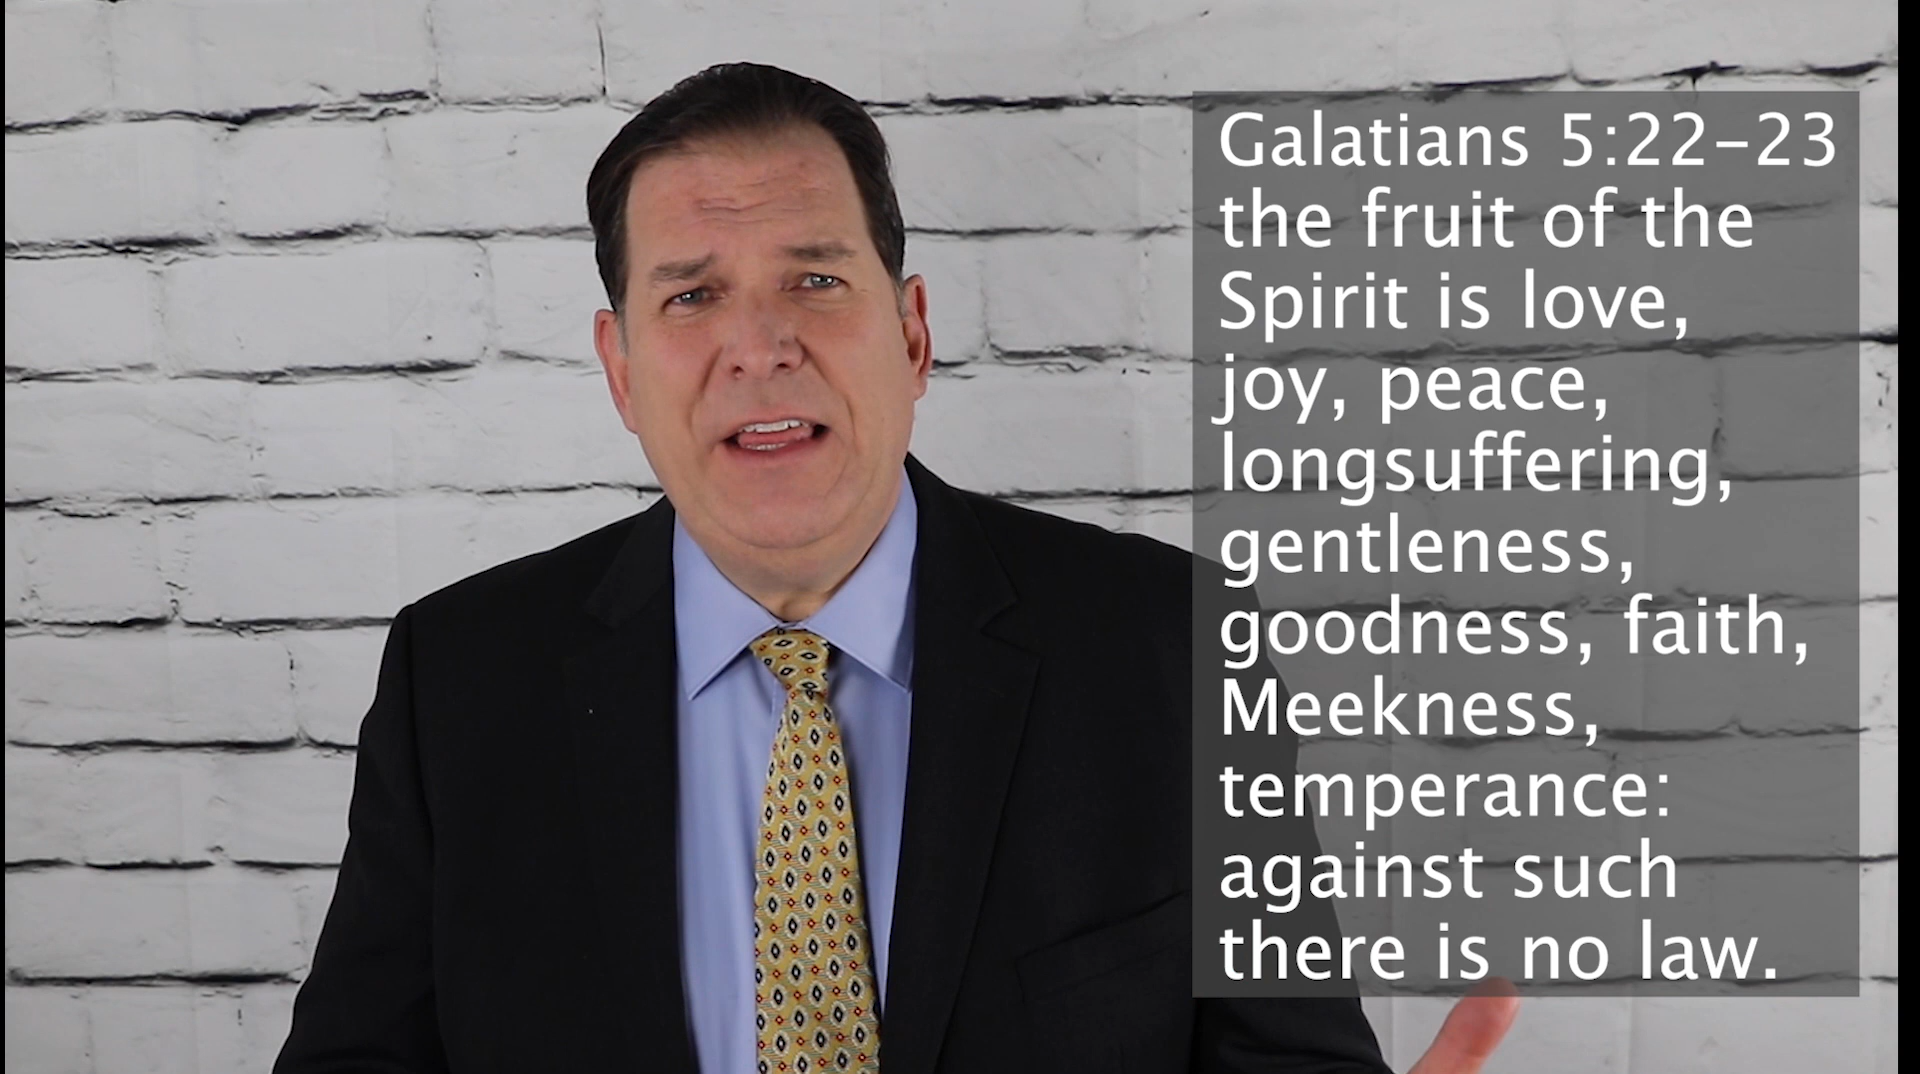 Galatians 5:22-23
the fruit of the
Spirit is love,
joy, peace,
longsuffering,
gentleness,
goodness, faith,
Meekness,
temperance:
against such
there is no law.